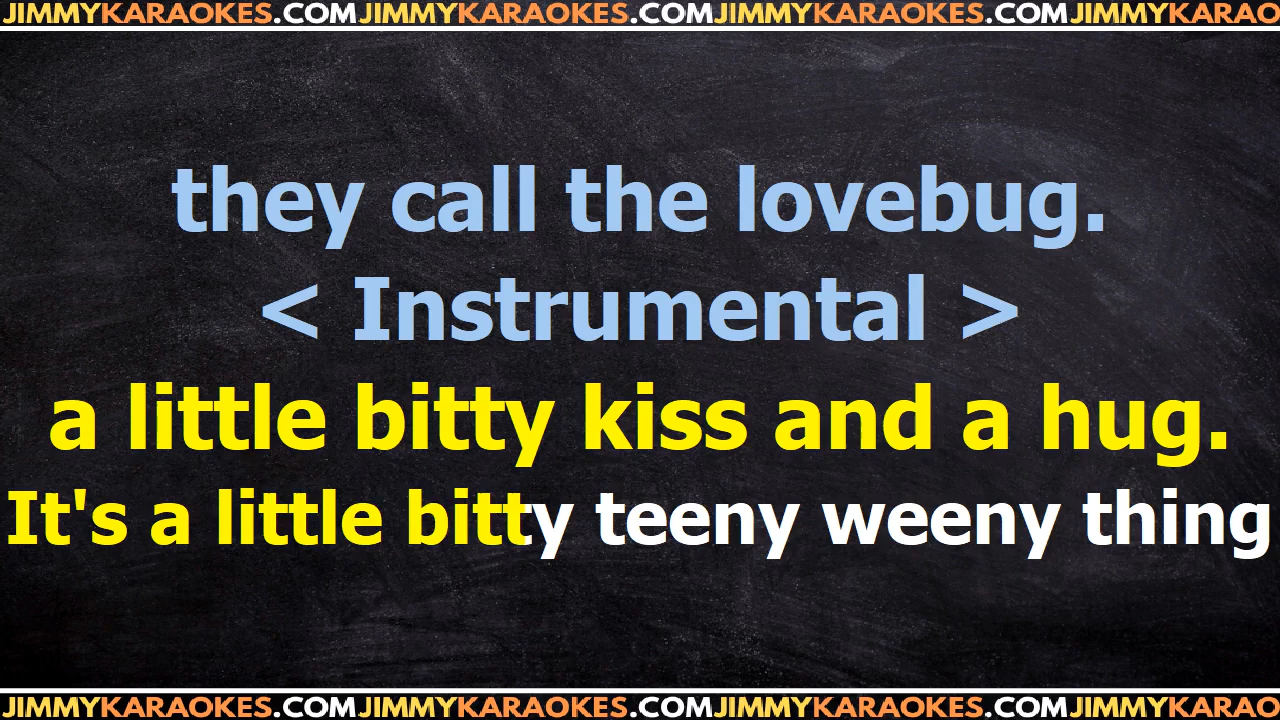 JIMMYKARAOKES.COMJIMMYKARAOKES.COMJIMMYKARAOKES.COMJIMMYKARAO
they call the lovebug.
< Instrumental >
a little bitty kiss and a hug.
It's a little bitty teeny weeny thing
JIMMYKARAOKES.COMJIMMYKARAOKES.COMJIMMYKARAOKES.COMJIMMYKARAO